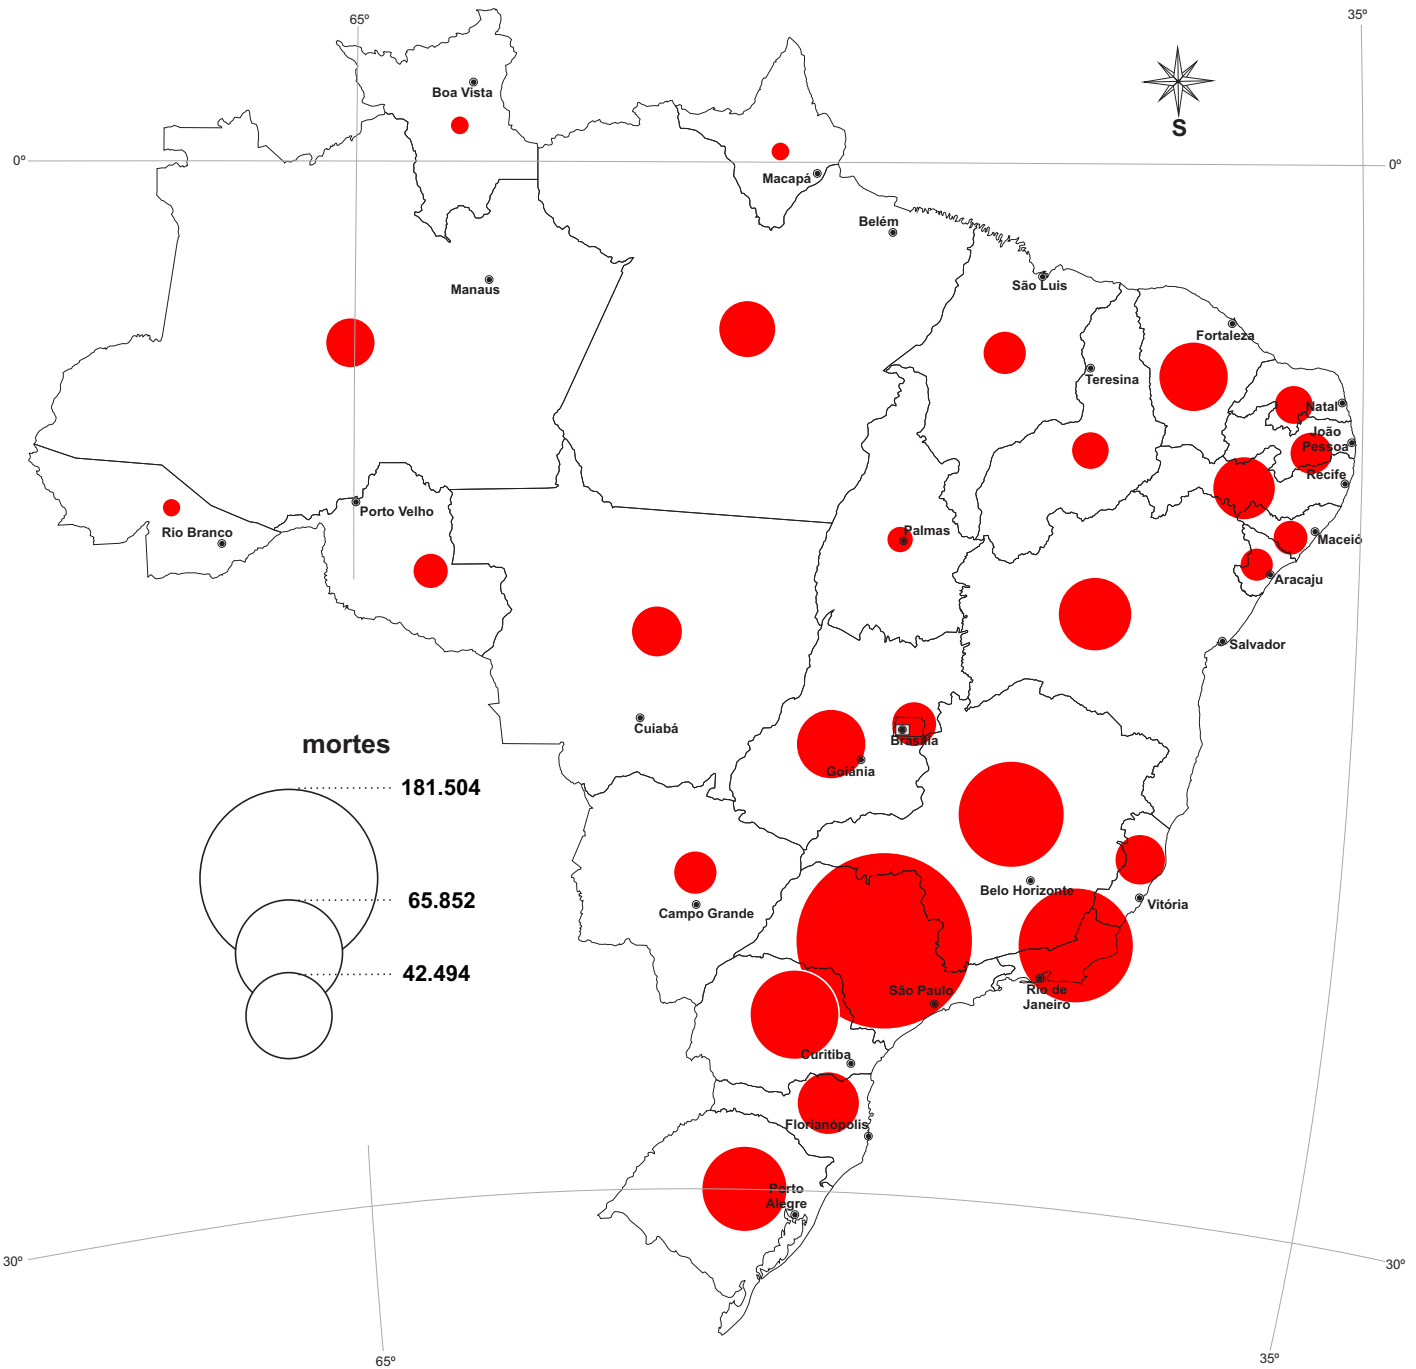 65º
35º
Boa Vista
S
0º
0º
Macapá
Belém
Manaus
São Luis
Fortaleza
Teresina
Natal
João
Pessoa
Recife
Porto Velho
Rio Branco
Palmas
Maceió
Aracaju
Salvador
Cuiabá
Brasília
Goiánia
mortes
181.504
65.852
42.494
Belo Horizonte
Campo Grande
Vitória
São Paulo
Rio de
Janeiro
Curitiba
Florianópolis
Porto
Alegre
30º
30º
65º
35º